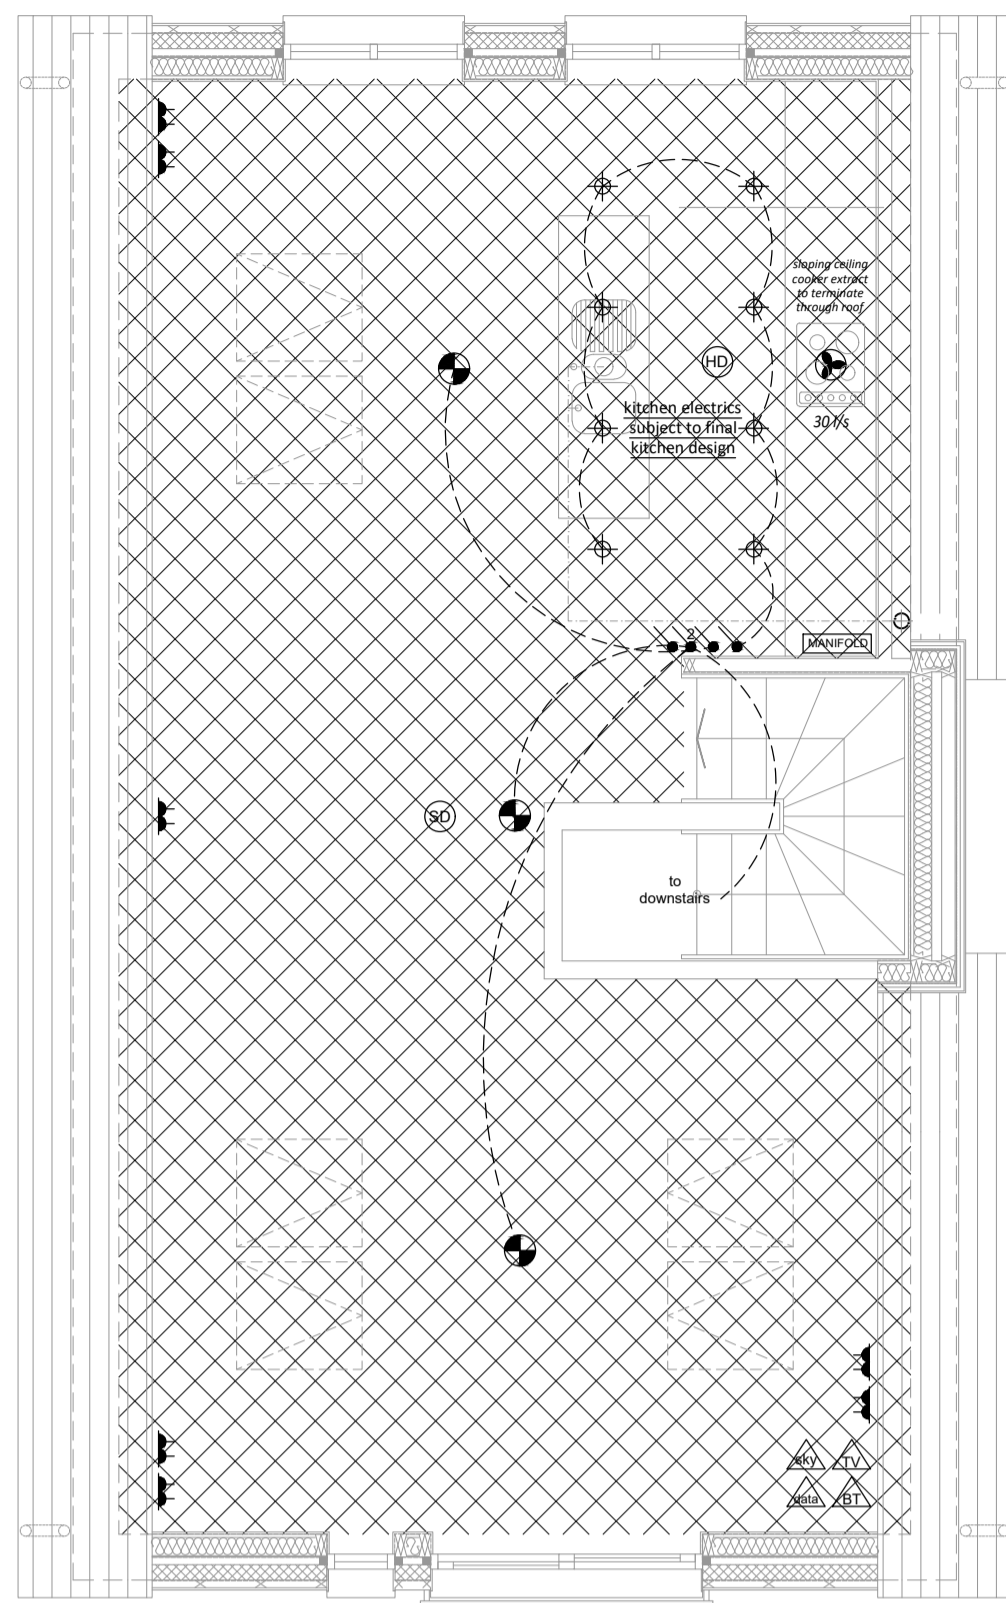 sloping ceiling
cooker extract
to terminate
through roof
HD
kitchen electrics
subject to final
kitchen design
30 l/s
2
MANIFOLD
SD
to
downstairs
sky
TV
data
BT